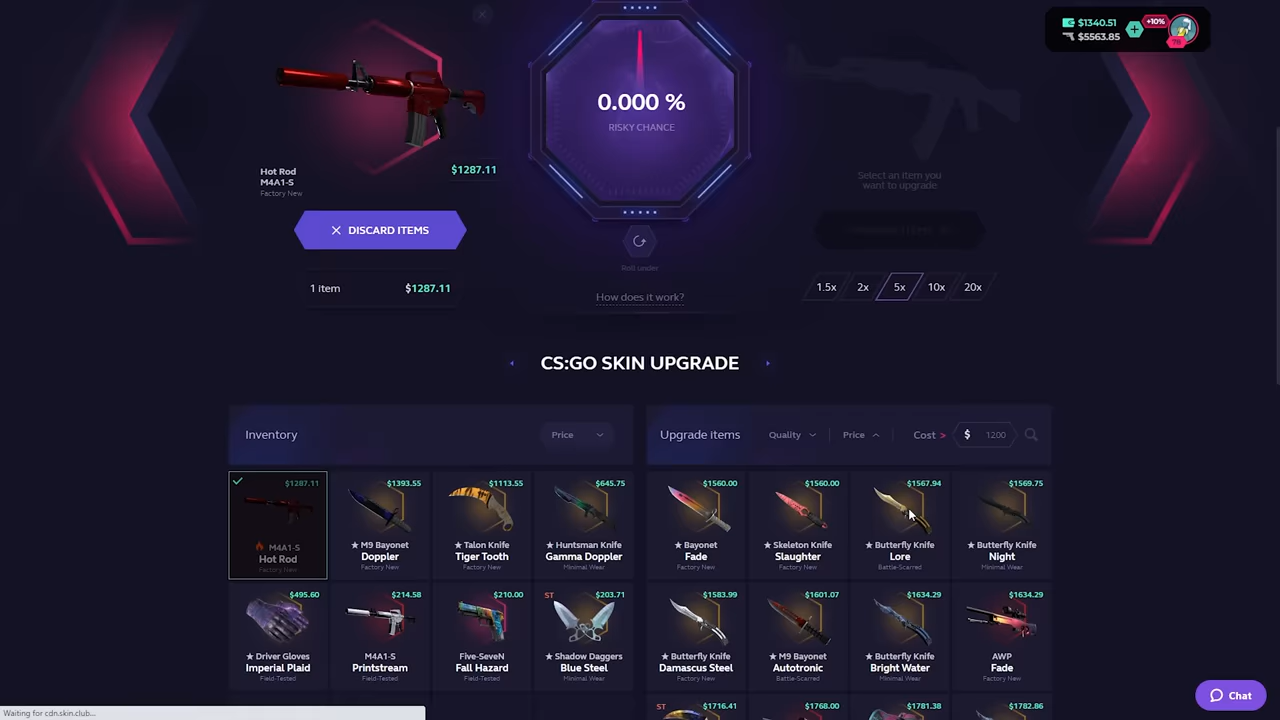 $1340.51
$5563.85
+10%
0.000 %
RISKY CHANCE
Hot Rod
M4A1-S
Factory New
$1287.11
Select an item you
want to upgrade
DISCARD ITEMS
Roll under
1 item
$1287.11
How does it work?
1.5x
2x
5x
10x
20x
CS:GO SKIN UPGRADE
Inventory
Price
Upgrade items
Quality
Price
Cost >
$ 1200
$1287.11
M4A1-S
Hot Rod
Factory New
$1393.55
★ M9 Bayonet
Doppler
Factory New
$1113.55
★ Talon Knife
Tiger Tooth
Factory New
$645.75
★ Huntsman Knife
Gamma Doppler
Minimal Wear
$1560.00
★ Bayonet
Fade
Factory New
$1560.00
★ Skeleton Knife
Slaughter
Factory New
$1567.94
★ Butterfly Knife
Lore
Battle-Scarred
$1569.75
★ Butterfly Knife
Night
Minimal Wear
$495.60
★ Driver Gloves
Imperial Plaid
Field-Tested
$214.58
M4A1-S
Printstream
Field-Tested
$210.00
Five-SeveN
Fall Hazard
Field-Tested
ST
$203.71
★ Shadow Daggers
Blue Steel
Minimal Wear
$1583.99
★ Butterfly Knife
Damascus Steel
Factory New
$1601.07
★ M9 Bayonet
Autotronic
Battle-Scarred
$1634.29
★ Butterfly Knife
Bright Water
Minimal Wear
$1634.29
AWP
Fade
Factory New
ST
$1716.41
$1768.00
$1781.38
$1782.86
Chat
Waiting for cdn.skin.club...